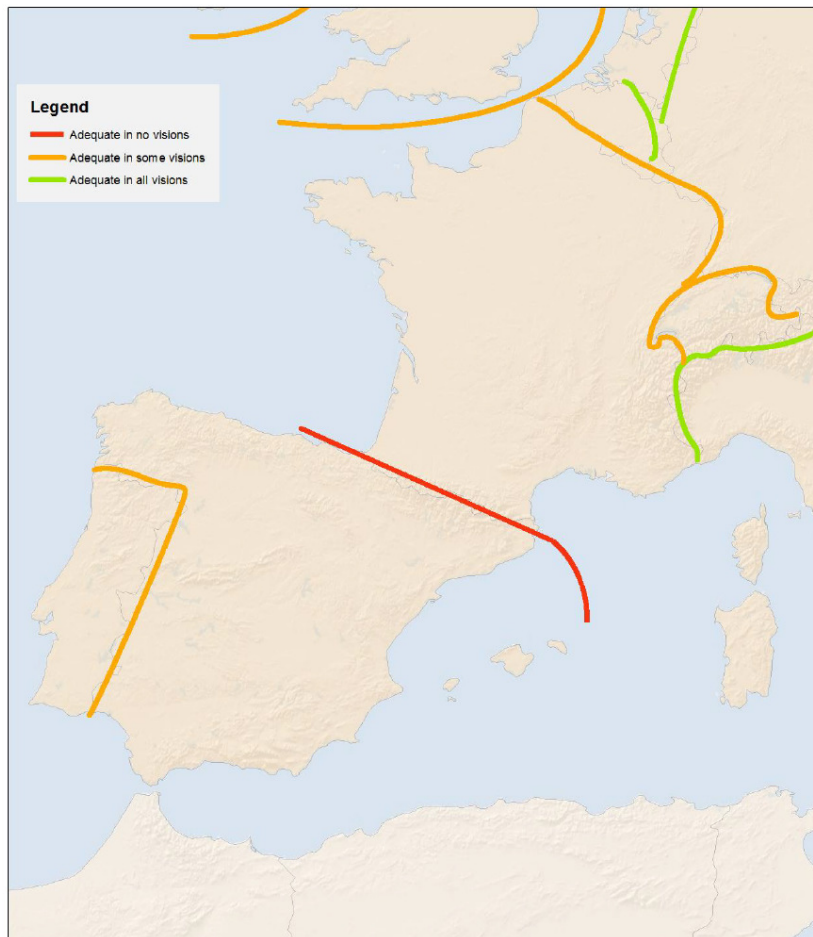 Legend
Adequate in no visions
Adequate in some visions
Adequate in all visions